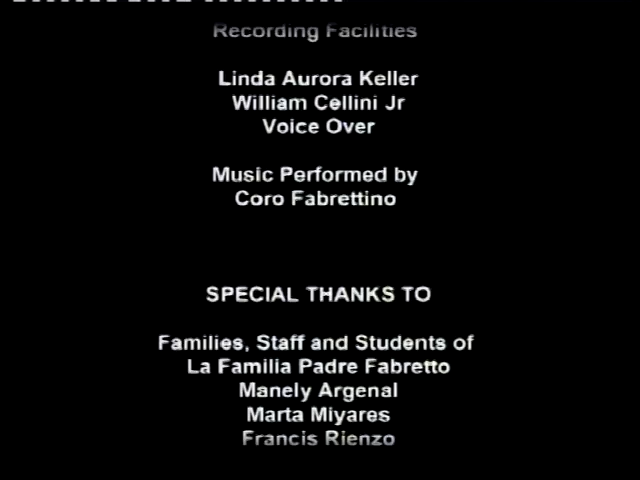 Recording Facilities
Linda Aurora Keller
William Cellini Jr
Voice Over
Music Performed by
Coro Fabrettino
SPECIAL THANKS TO
Families, Staff and Students of
La Familia Padre Fabretto
Manely Argenal
Marta Miyares
Francis Rienzo